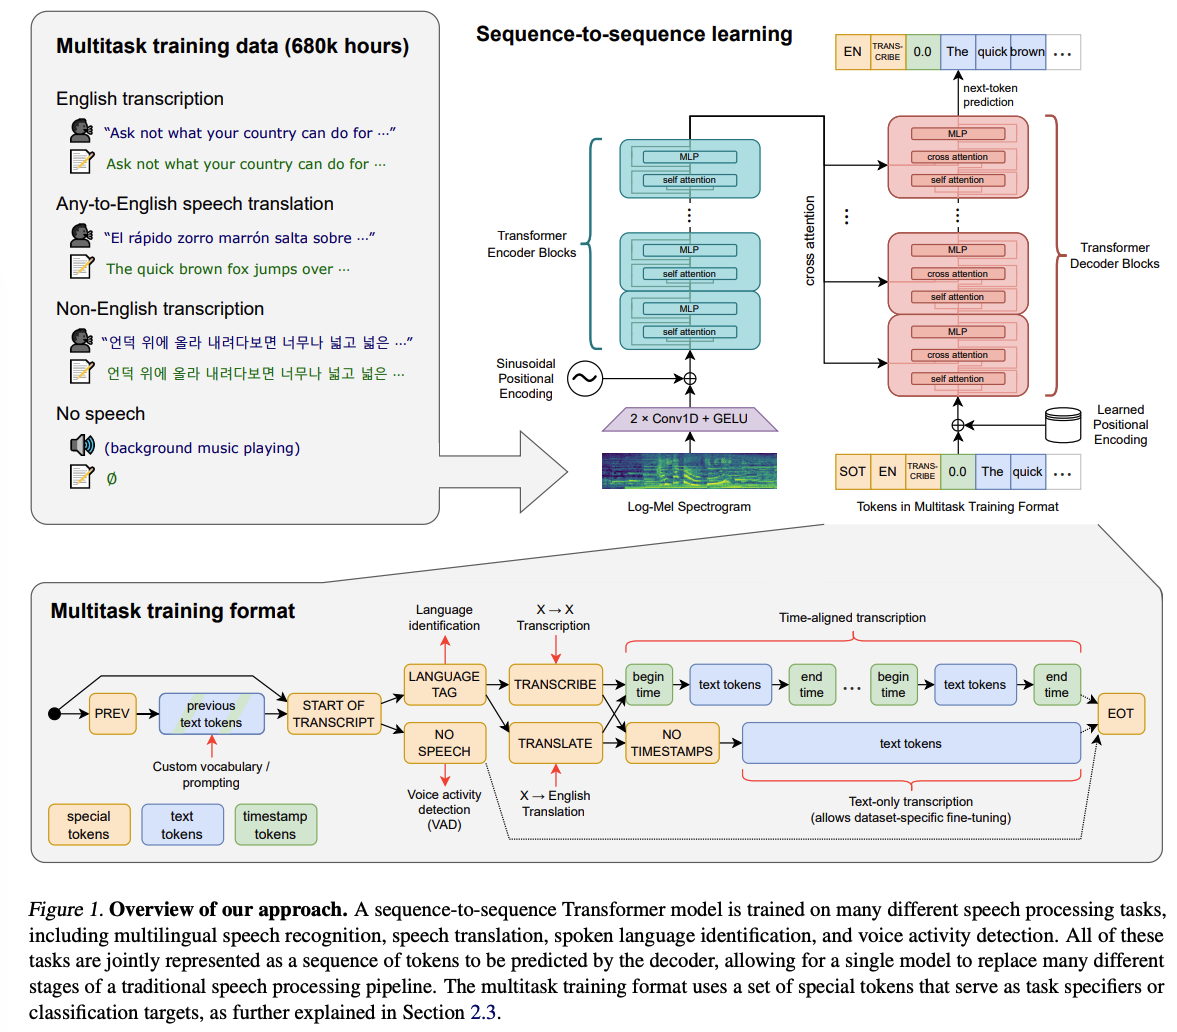 Multitask training data (680k hours)
English transcription
“Ask not what your country can do for ⋯”
Ask not what your country can do for ⋯
Any-to-English speech translation
“El rápido zorro marrón salta sobre ⋯”
The quick brown fox jumps over ⋯
Non-English transcription
“언덕 위에 올라 내려다보면 너무나 넓고 넓은 ⋯”
언덕 위에 올라 내려다보면 너무나 넓고 넓은 ⋯
No speech
(background music playing)
∅
Sequence-to-sequence learning
EN TRANS-CRIBE 0.0 The quick brown ⋯
next-token
prediction
MLP
self attention
⋮
MLP
self attention
MLP
self attention
Transformer
Encoder Blocks
Sinusoidal
Positional
Encoding
2 × Conv1D + GELU
Log-Mel Spectrogram
cross attention
⋮
MLP
cross attention
self attention
⋮
MLP
cross attention
self attention
MLP
cross attention
self attention
Transformer
Decoder Blocks
Learned
Positional
Encoding
SOT EN TRANS-CRIBE 0.0 The quick ⋯
Tokens in Multitask Training Format
Multitask training format
PREV
previous
text tokens
Custom vocabulary /
prompting
START OF
TRANSCRIPT
Language
identification
LANGUAGE
TAG
NO
SPEECH
Voice activity
detection
(VAD)
X → X
Transcription
TRANSCRIBE
TRANSLATE
X → English
Translation
Time-aligned transcription
begin
time
text tokens
end
time
⋯
begin
time
text tokens
end
time
NO
TIMESTAMPS
text tokens
Text-only transcription
(allows dataset-specific fine-tuning)
EOT
special
tokens
text
tokens
timestamp
tokens
Figure 1. Overview of our approach. A sequence-to-sequence Transformer model is trained on many different speech processing tasks,
including multilingual speech recognition, speech translation, spoken language identification, and voice activity detection. All of these
tasks are jointly represented as a sequence of tokens to be predicted by the decoder, allowing for a single model to replace many different
stages of a traditional speech processing pipeline. The multitask training format uses a set of special tokens that serve as task specifiers or
classification targets, as further explained in Section 2.3.